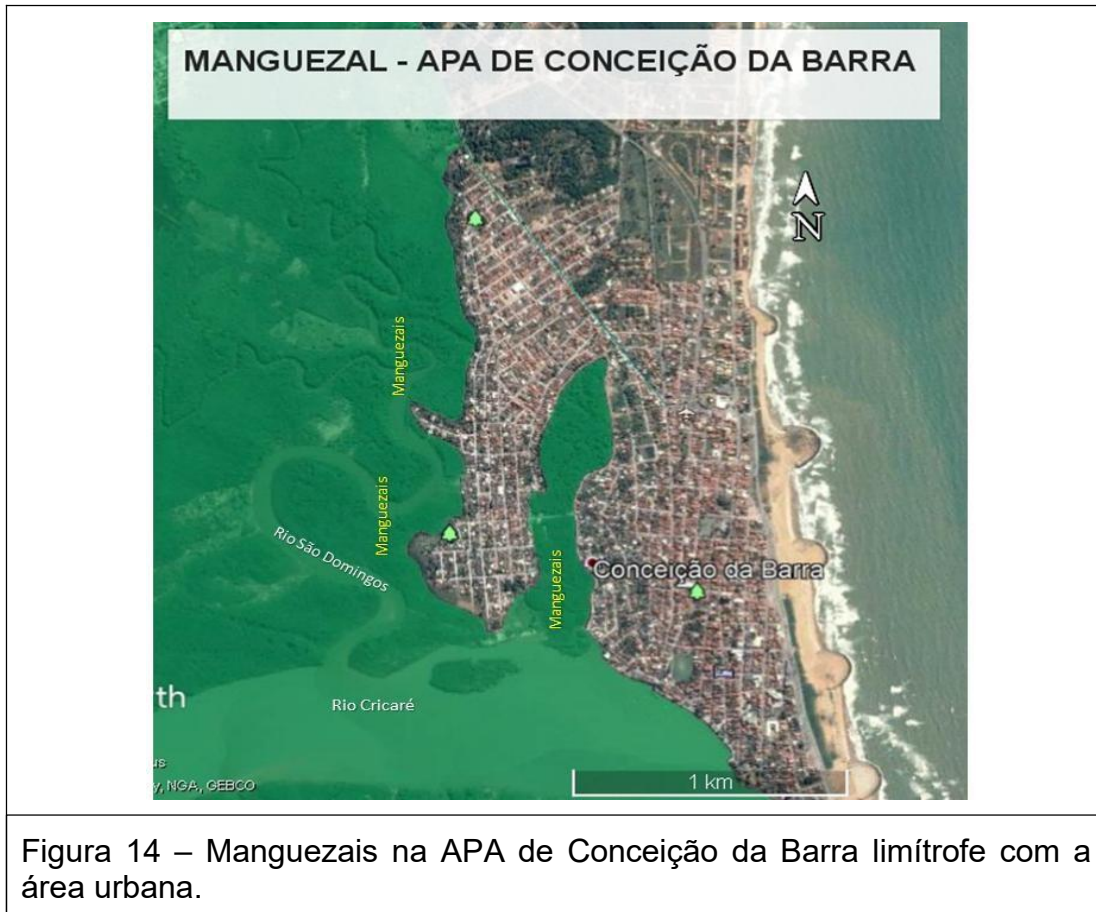 MANGUEZAL - APA DE CONCEIÇÃO DA BARRA
N
Manguezais
Manguezais
Rio São Domingos
Manguezais
Conceição da Barra
Rio Cricaré
th
us
y, NGA, GEBCO
1 km
Figura 14 – Manguezais na APA de Conceição da Barra limítrofe com a
área urbana.